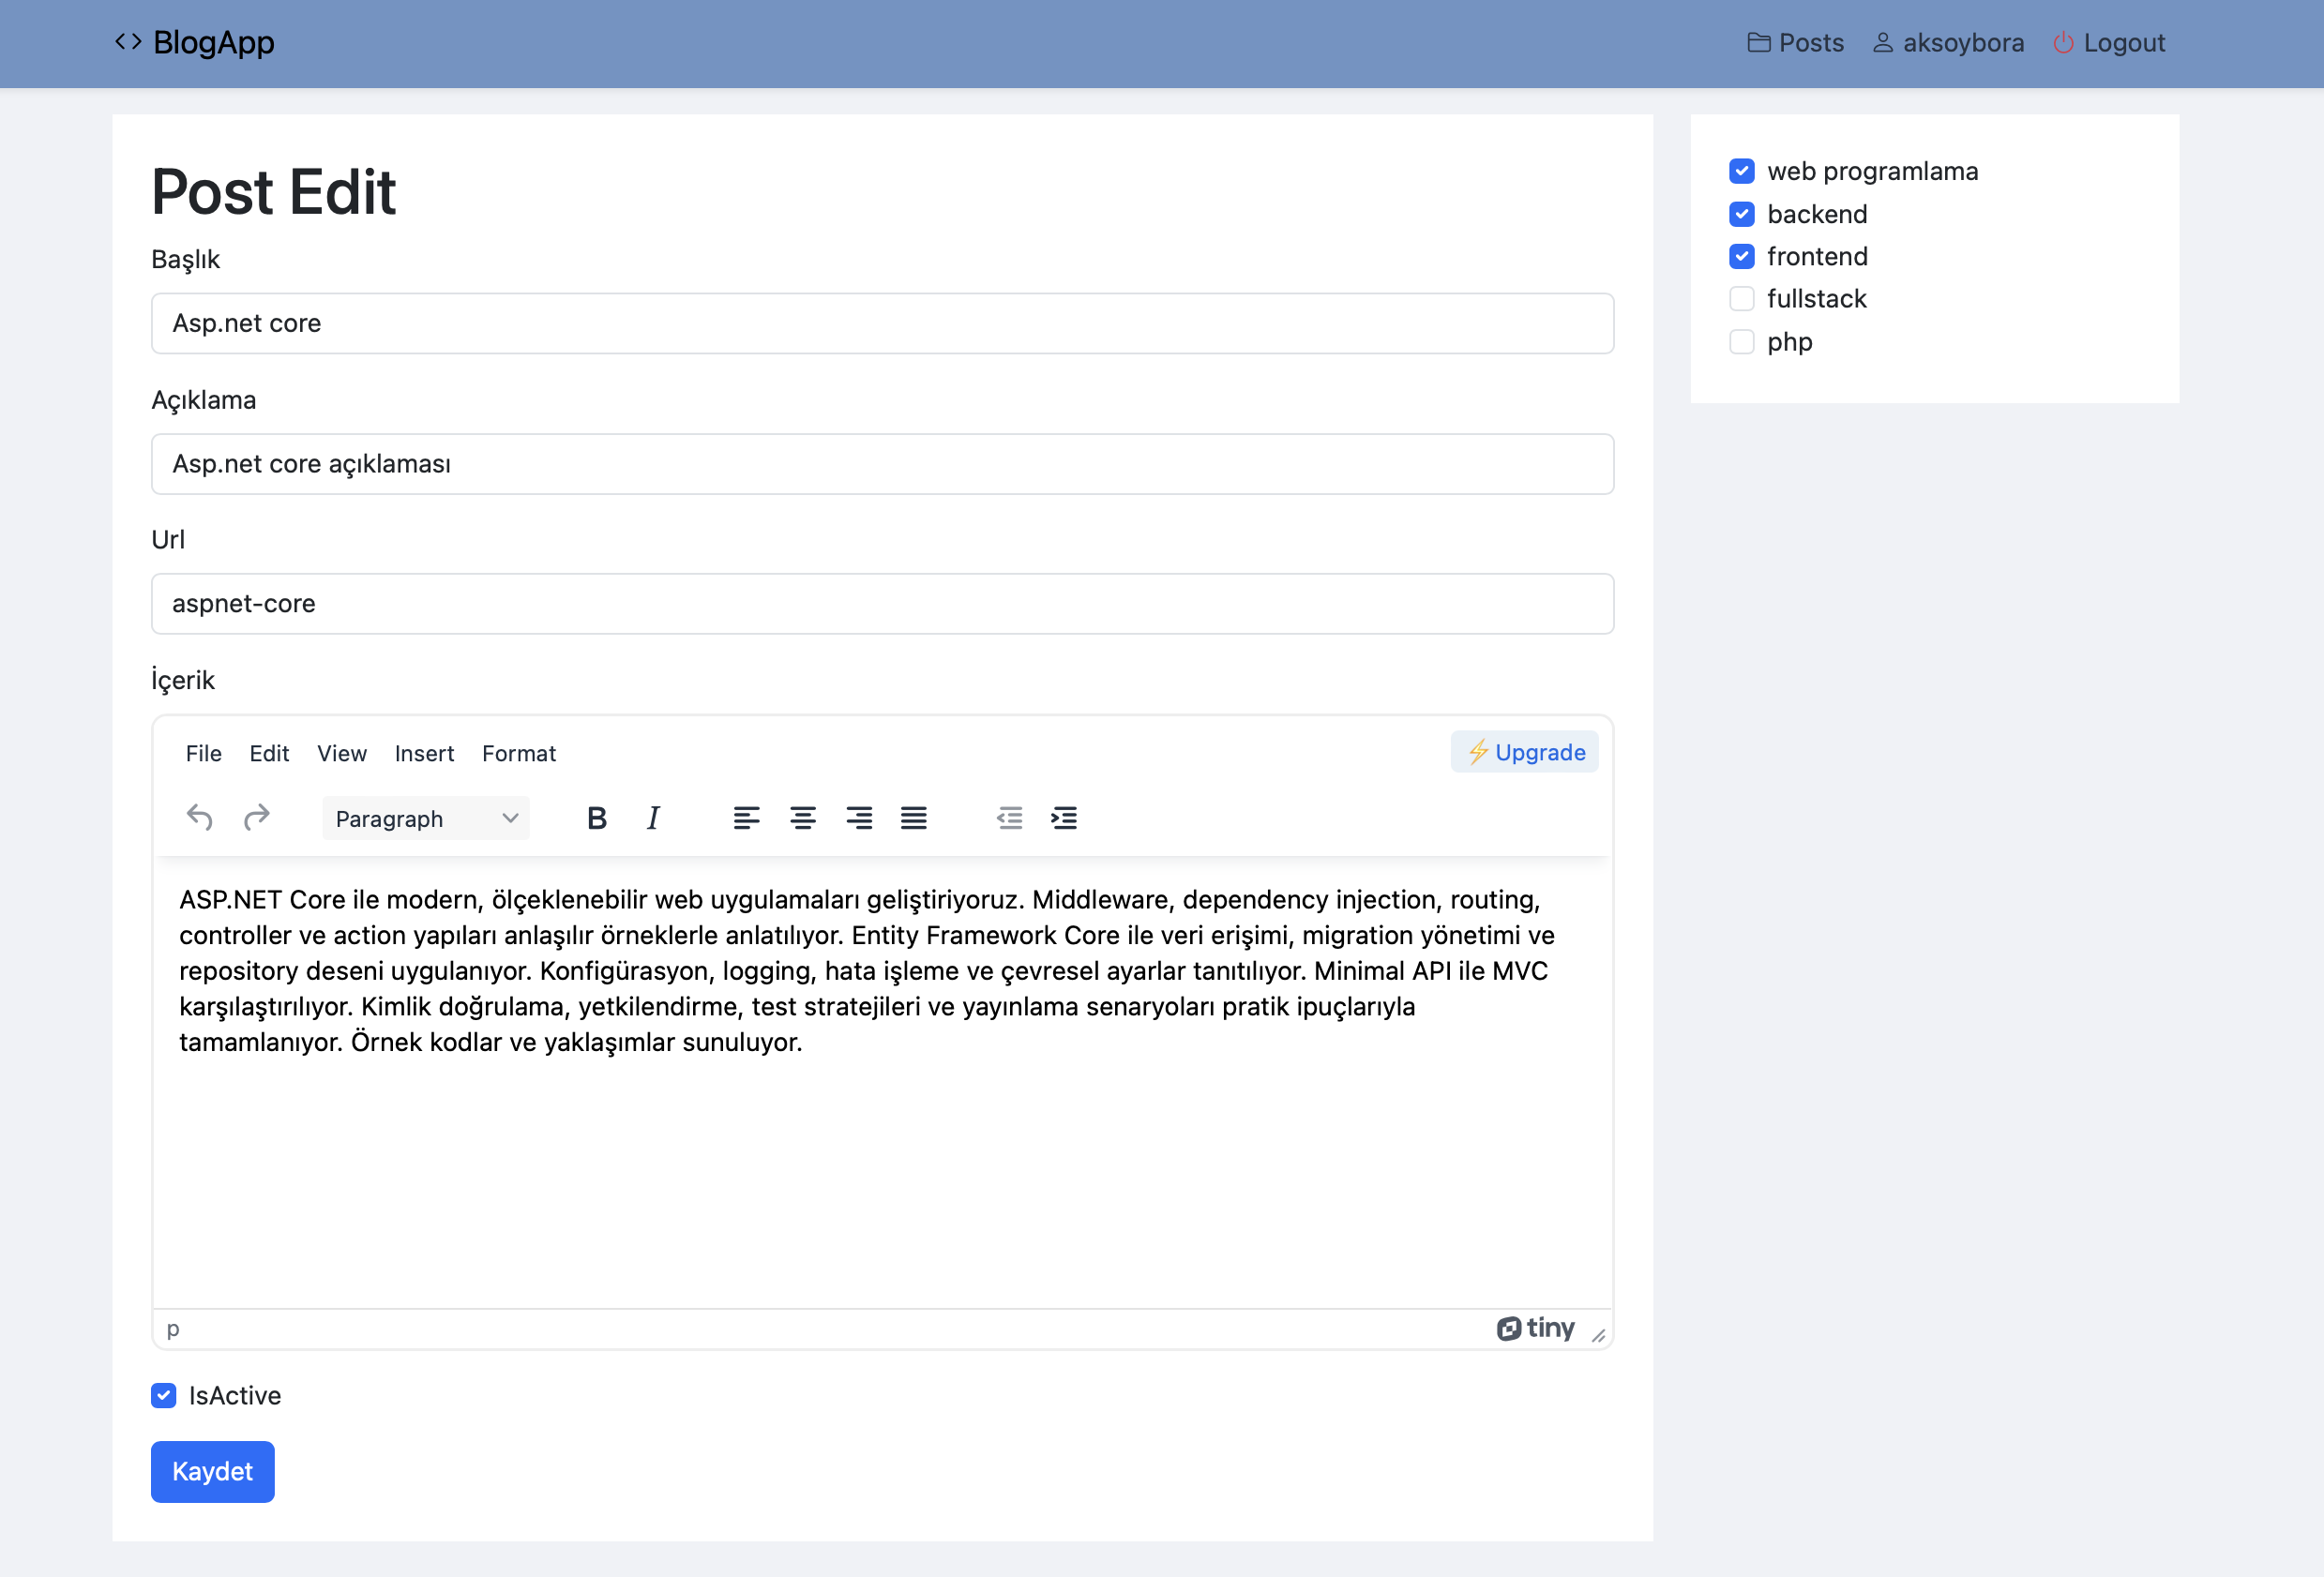 BlogApp
Posts aksoybora Logout
Post Edit
Başlık
Asp.net core
Açıklama
Asp.net core açıklaması
Url
aspnet-core
İçerik
File Edit View Insert Format
⚡ Upgrade
Paragraph B I
ASP.NET Core ile modern, ölçeklenebilir web uygulamaları geliştiriyoruz. Middleware, dependency injection, routing,
controller ve action yapıları anlaşılır örneklerle anlatılıyor. Entity Framework Core ile veri erişimi, migration yönetimi ve
repository deseni uygulanıyor. Konfigürasyon, logging, hata işleme ve çevresel ayarlar tanıtılıyor. Minimal API ile MVC
karşılaştırılıyor. Kimlik doğrulama, yetkilendirme, test stratejileri ve yayınlama senaryoları pratik ipuçlarıyla
tamamlanıyor. Örnek kodlar ve yaklaşımlar sunuluyor.
p
tiny
IsActive
Kaydet
web programlama
backend
frontend
fullstack
php